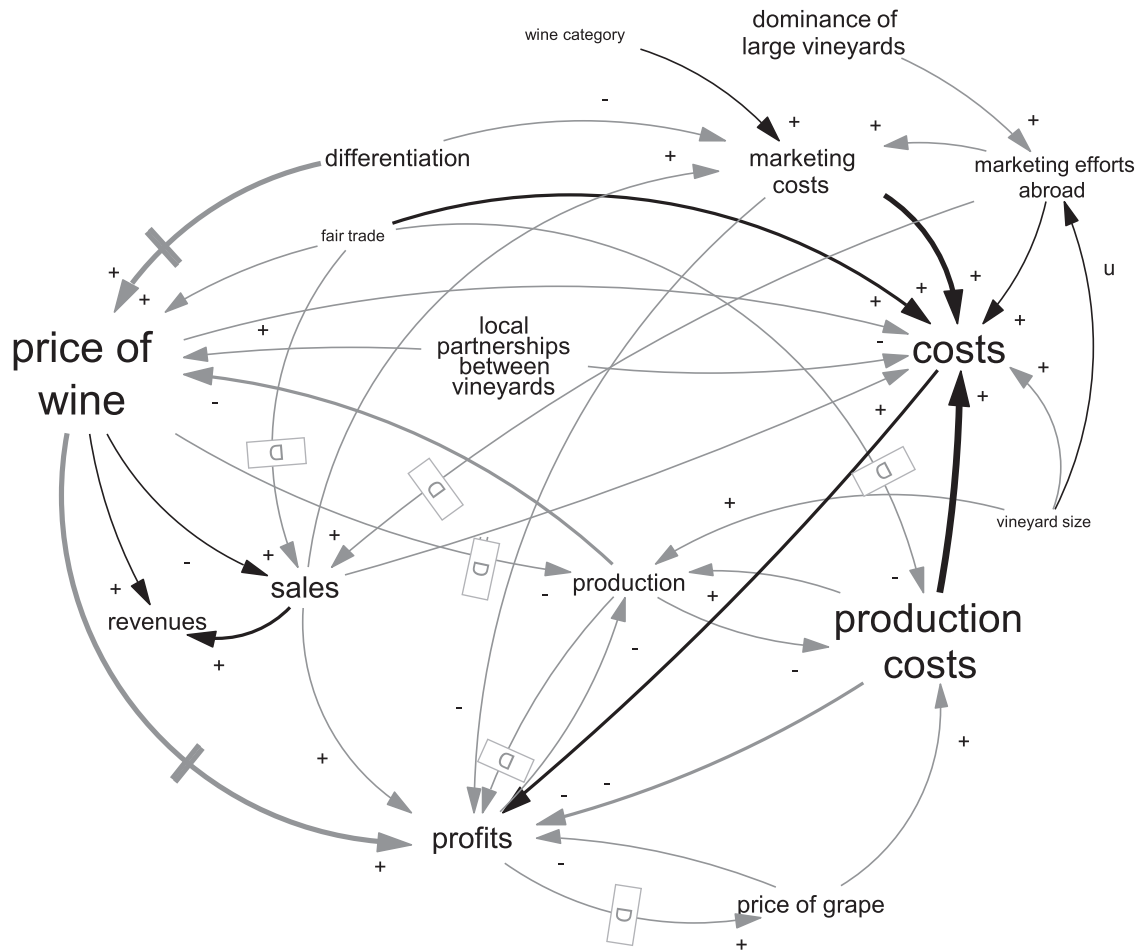 wine category
dominance of
large vineyards
-
+
+
+
+
differentiation
marketing
costs
marketing efforts
abroad
fair trade
+
+
+
+
+
u
+
+
-
price of
wine
local
partnerships
between
vineyards
costs
+
+
-
+
D
D
D
+
vineyard size
+
+
-
D
-
-
+
+
sales
production
production
costs
revenues
+
-
-
-
+
+
D
-
-
profits
+
-
D
price of grape
+